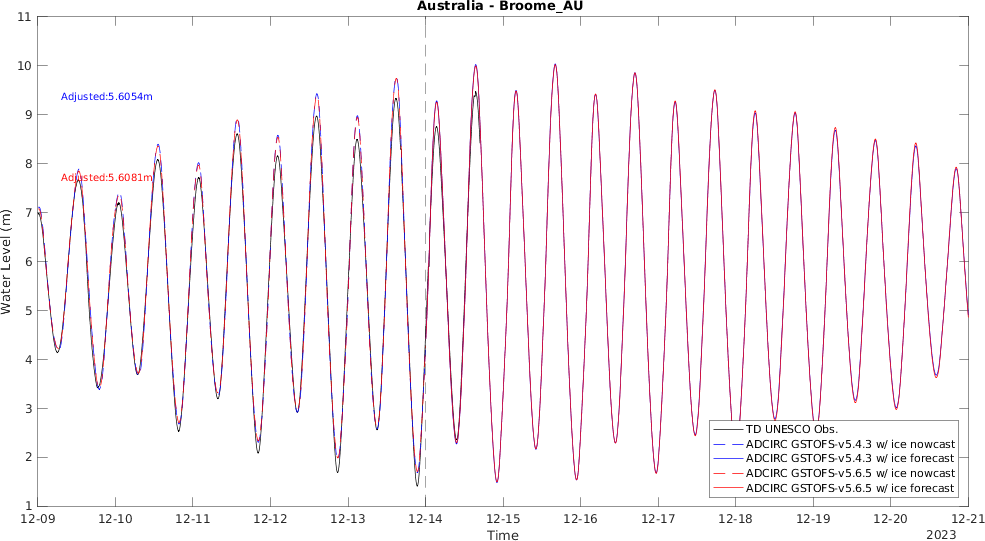 Australia - Broome_AU
11
10
9
8
7
6
5
4
3
2
1
Water Level (m)
Adjusted:5.6054m
Adjusted:5.6081m
TD UNESCO Obs.
ADCIRC GSTOFS-v5.4.3 w/ ice nowcast
ADCIRC GSTOFS-v5.4.3 w/ ice forecast
ADCIRC GSTOFS-v5.6.5 w/ ice nowcast
ADCIRC GSTOFS-v5.6.5 w/ ice forecast
12-09 12-10 12-11 12-12 12-13 12-14 12-15 12-16 12-17 12-18 12-19 12-20 12-21
Time
2023